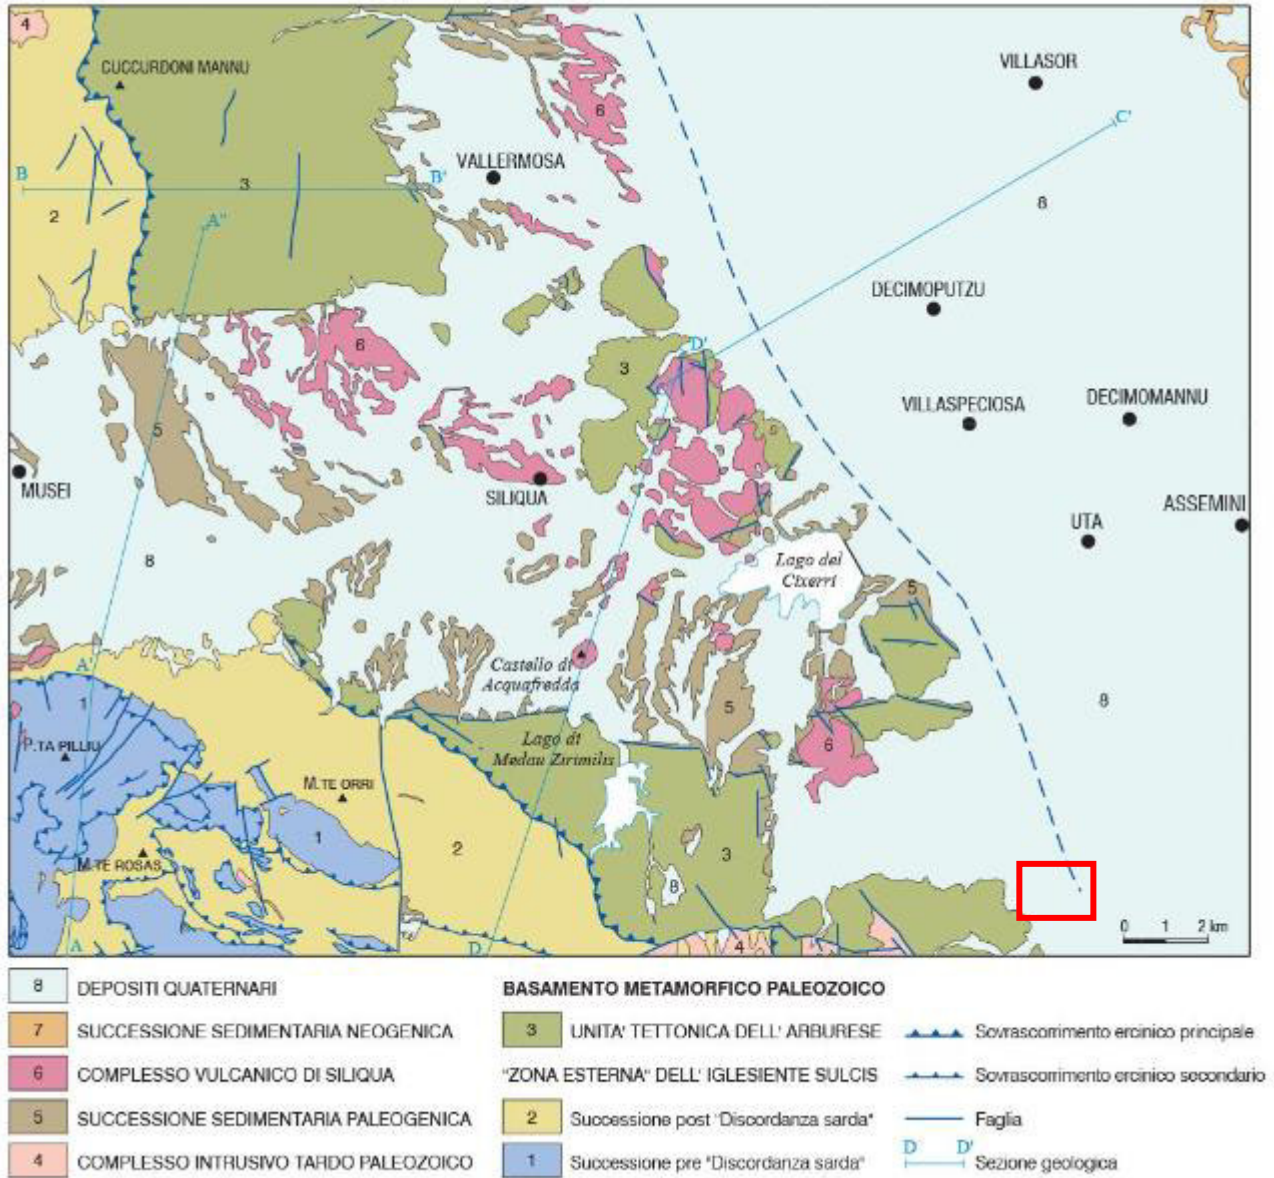 4
7
CUCCURDONI MANNU
VILLASOR
6
C'
VALLERMOSA
B
3
B'
2
A''
8
DECIMOPUTZU
6
D'
3
VILLASPECIOSA
DECIMOMANNU
5
5
MUSEI
SILIQUA
ASSEMINI
UTA
8
Lago del
Cixerri
5
Castello di
Acquafredda
A'
1
5
8
P.TA PILLIU
Lago di
Medau Zirimilis
6
M.TE ORRI
1
2
3
M.TE ROSAS
8
0 1 2 km
A
D
4
8 DEPOSITI QUATERNARI
7 SUCCESSIONE SEDIMENTARIA NEOGENICA
6 COMPLESSO VULCANICO DI SILIQUA
5 SUCCESSIONE SEDIMENTARIA PALEOGENICA
4 COMPLESSO INTRUSIVO TARDO PALEOZOICO
BASAMENTO METAMORFICO PALEOZOICO
3 UNITA' TETTONICA DELL' ARBURESE
"ZONA ESTERNA" DELL' IGLESIENTE SULCIS
2 Successione post "Discordanza sarda"
1 Successione pre "Discordanza sarda"
Sovrascorrimento ercinico principale
Sovrascorrimento ercinico secondario
Faglia
D D'
Sezione geologica